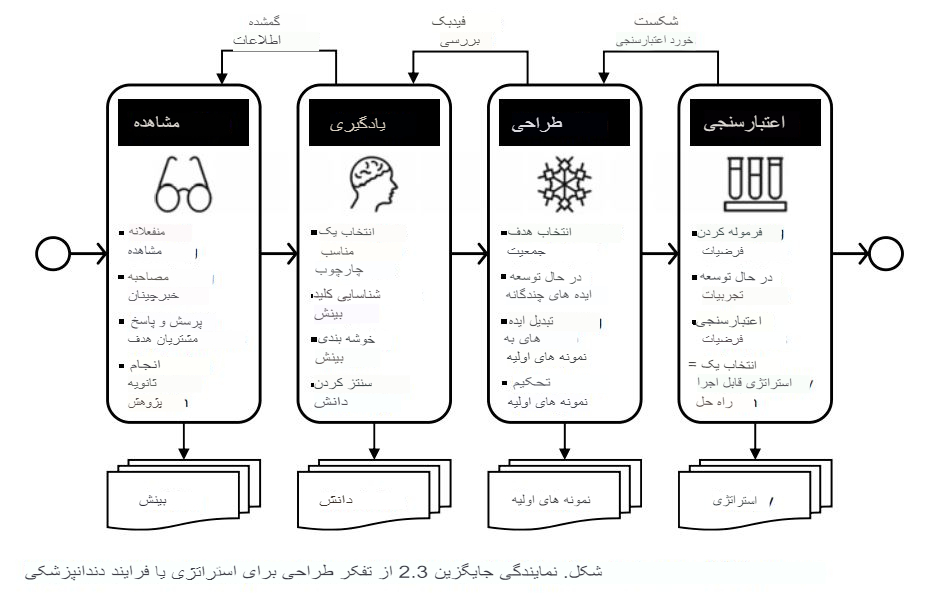 گمشده
اطلاعات
فیدبک
بررسی
شکست
خورد اعتبارسنجی
مشاهده
منفعلانه
مشاهده
مصاحبه
خبرچینان
پرسش و پاسخ
مشتریان هدف
انجام
ثانویه
پژوهش
یادگیری
انتخاب یک
مناسب
چارچوب
شناسایی کلید
بینش
خوشه بندی
بینش
سنتز کردن
دانش
طراحی
انتخاب هدف
جمعیت
در حال توسعه
ایده های چندگانه
تبدیل ایده
های به
نمونه های اولیه
تحکیم
نمونه های اولیه
اعتبارسنجی
فرموله کردن
فرضیات
در حال توسعه
تجربیات
اعتبارسنجی
فرضیات
= انتخاب یک
استراتژی قابل اجرا /
راه حل
بینش
دانش
نمونه های اولیه
استراتژی /
شکل. نمایندگی جایگزین 2.3 از تفکر طراحی برای استراتژی یا فرایند دندانپزشکی